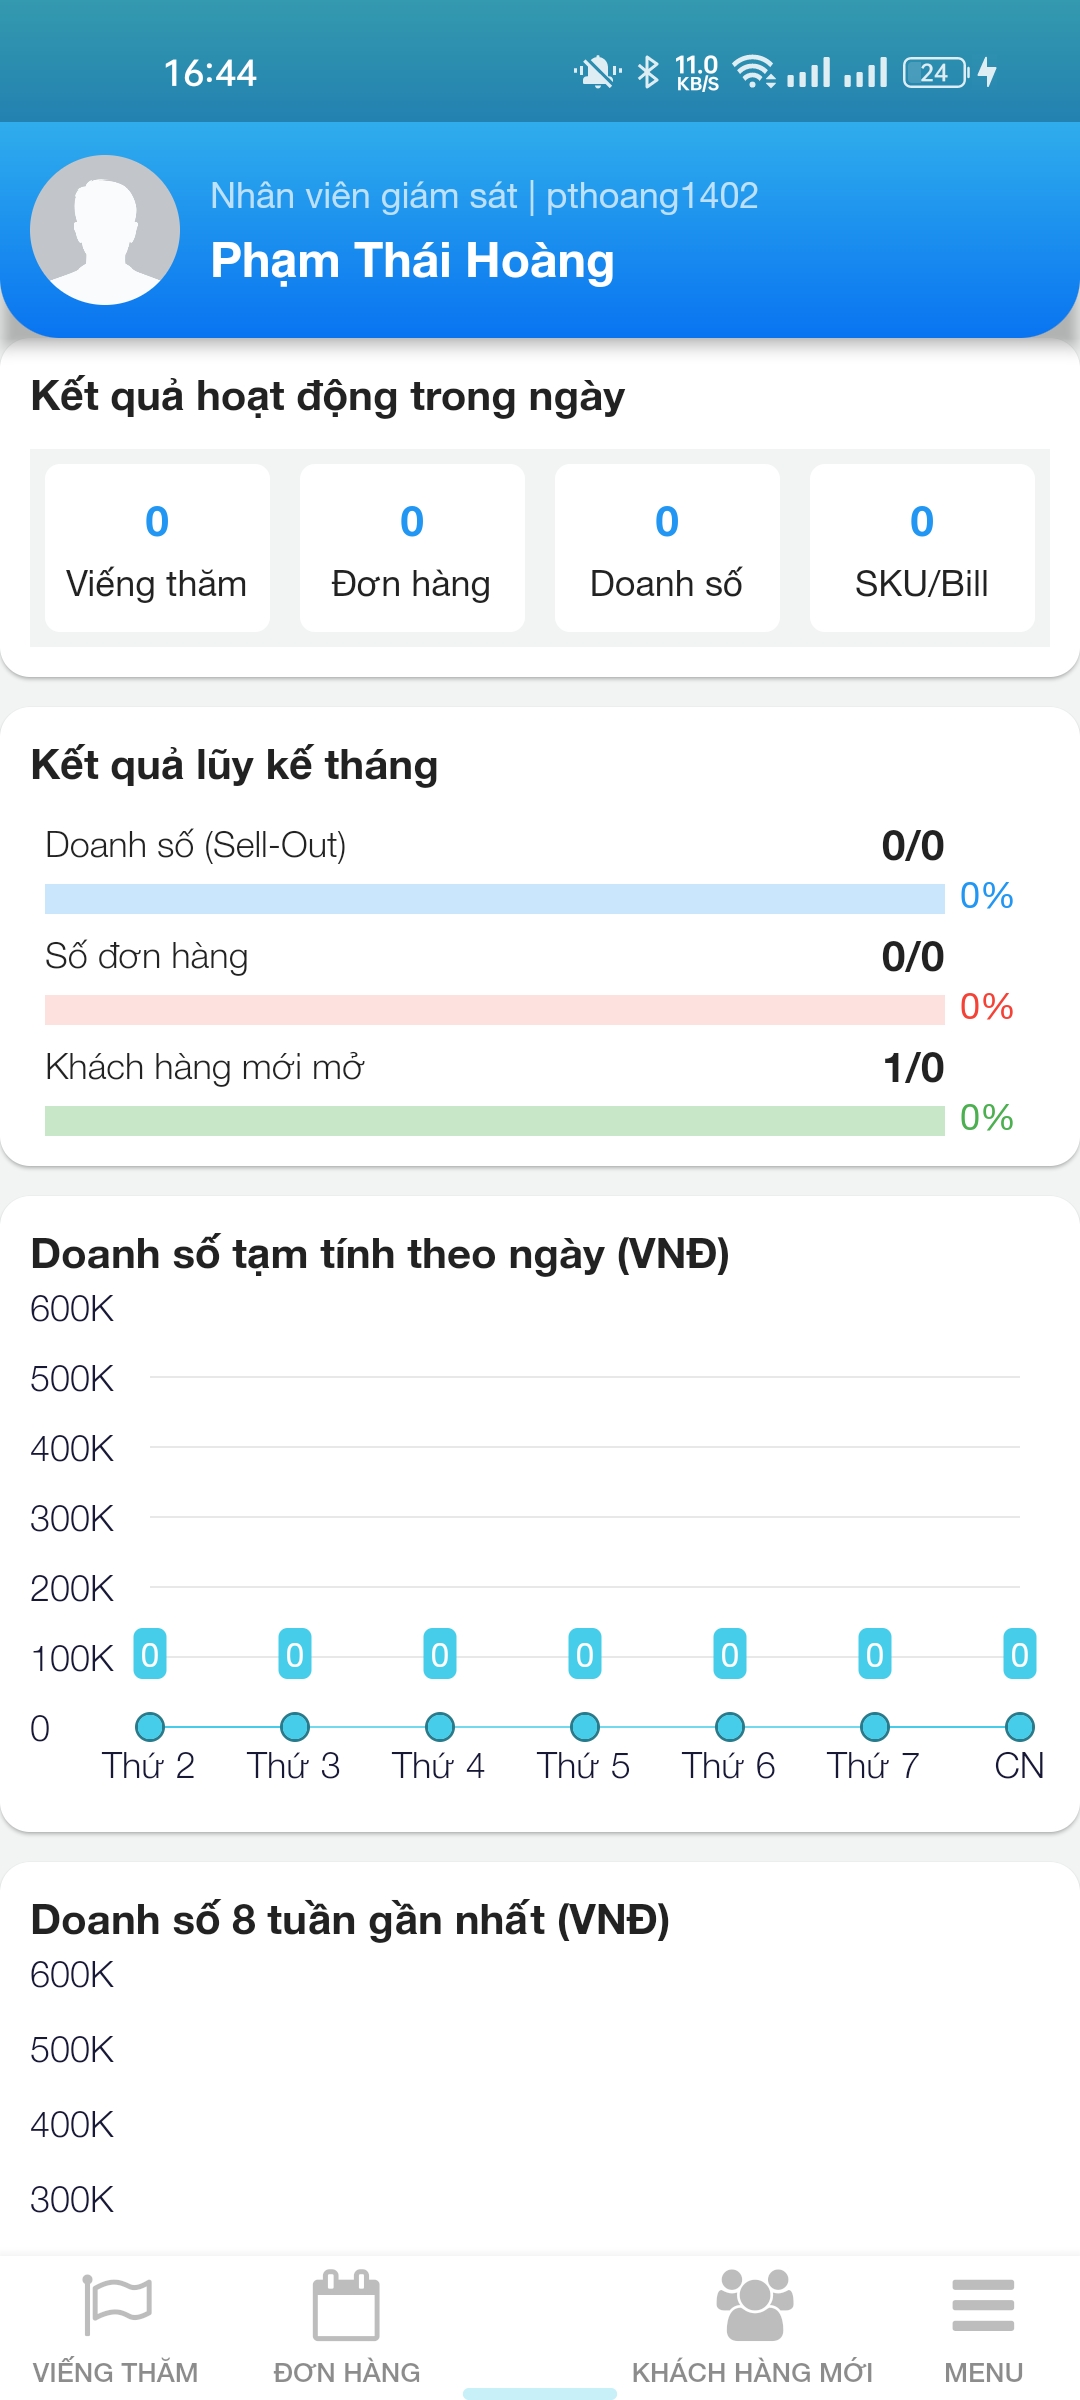 16:44
11.0
KB/S
24
Nhân viên giám sát | pthoang1402
Phạm Thái Hoàng
Kết quả hoạt động trong ngày
0 0 0 0
Viếng thăm Đơn hàng Doanh số SKU/Bill
Kết quả lũy kế tháng
Doanh số (Sell-Out) 0/0
0%
Số đơn hàng 0/0
0%
Khách hàng mới mở 1/0
0%
Doanh số tạm tính theo ngày (VNĐ)
600K
500K
400K
300K
200K
100K 0 0 0 0 0 0 0
0
Thứ 2 Thứ 3 Thứ 4 Thứ 5 Thứ 6 Thứ 7 CN
Doanh số 8 tuần gần nhất (VNĐ)
600K
500K
400K
300K
VIẾNG THĂM ĐƠN HÀNG KHÁCH HÀNG MỚI MENU